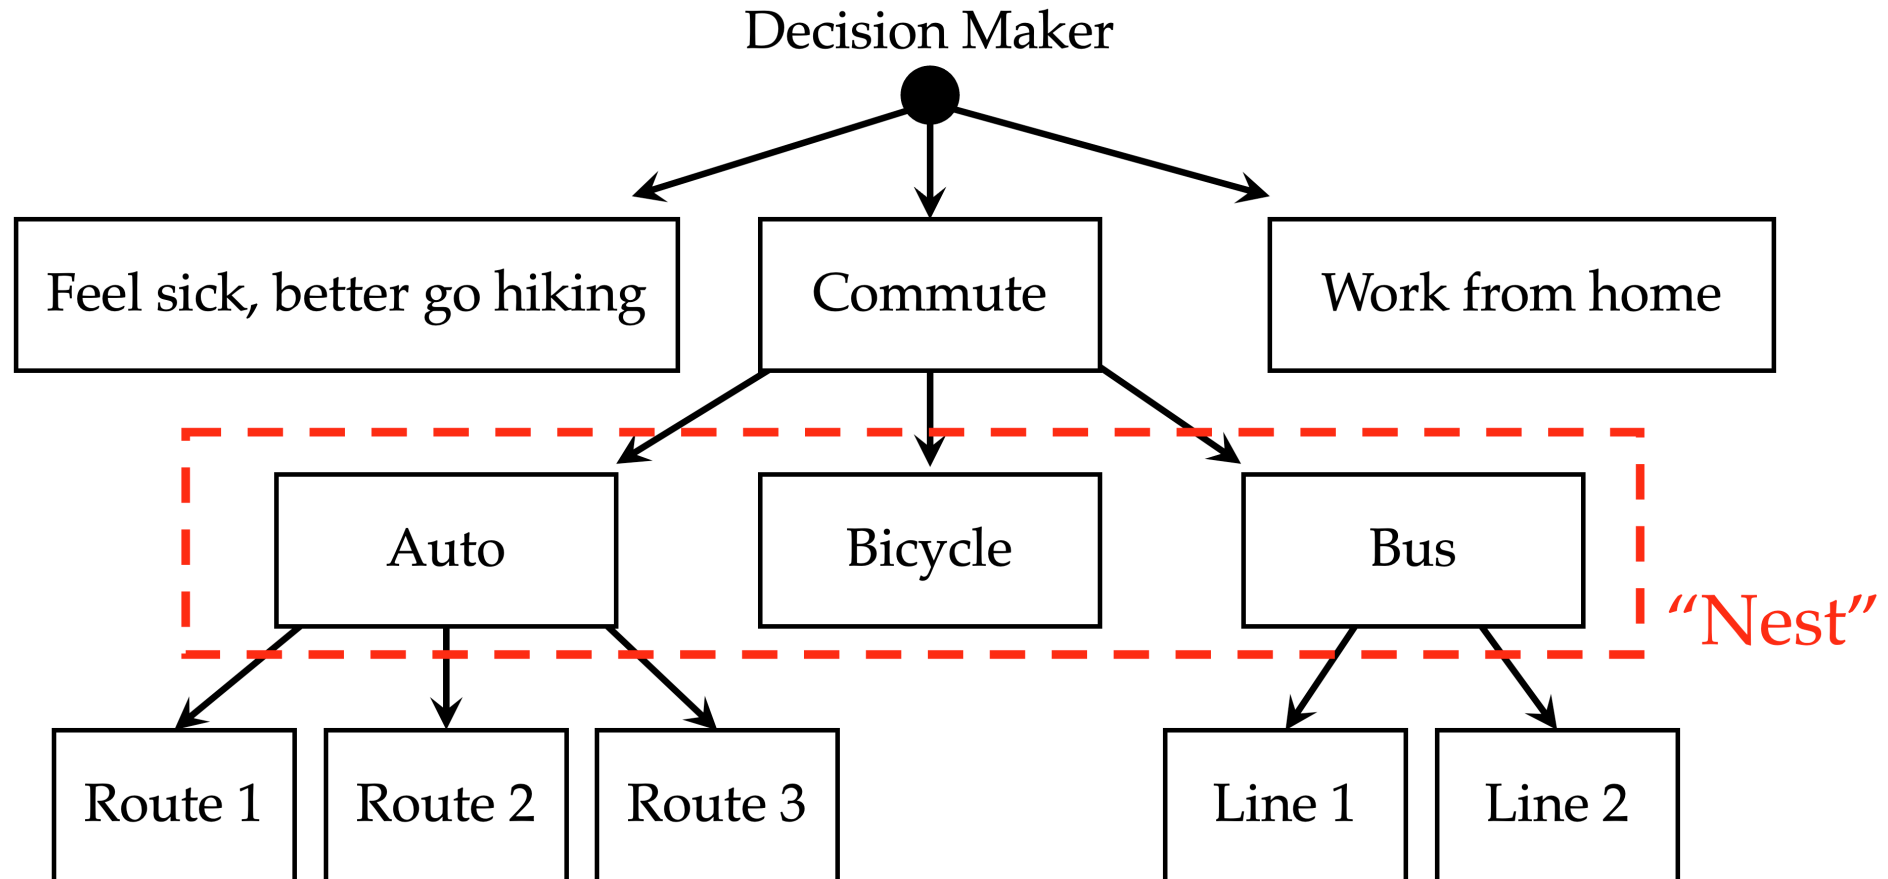 Decision Maker
Feel sick, better go hiking
Commute
Work from home
Auto
Bicycle
Bus
“Nest”
Route 1
Route 2
Route 3
Line 1
Line 2